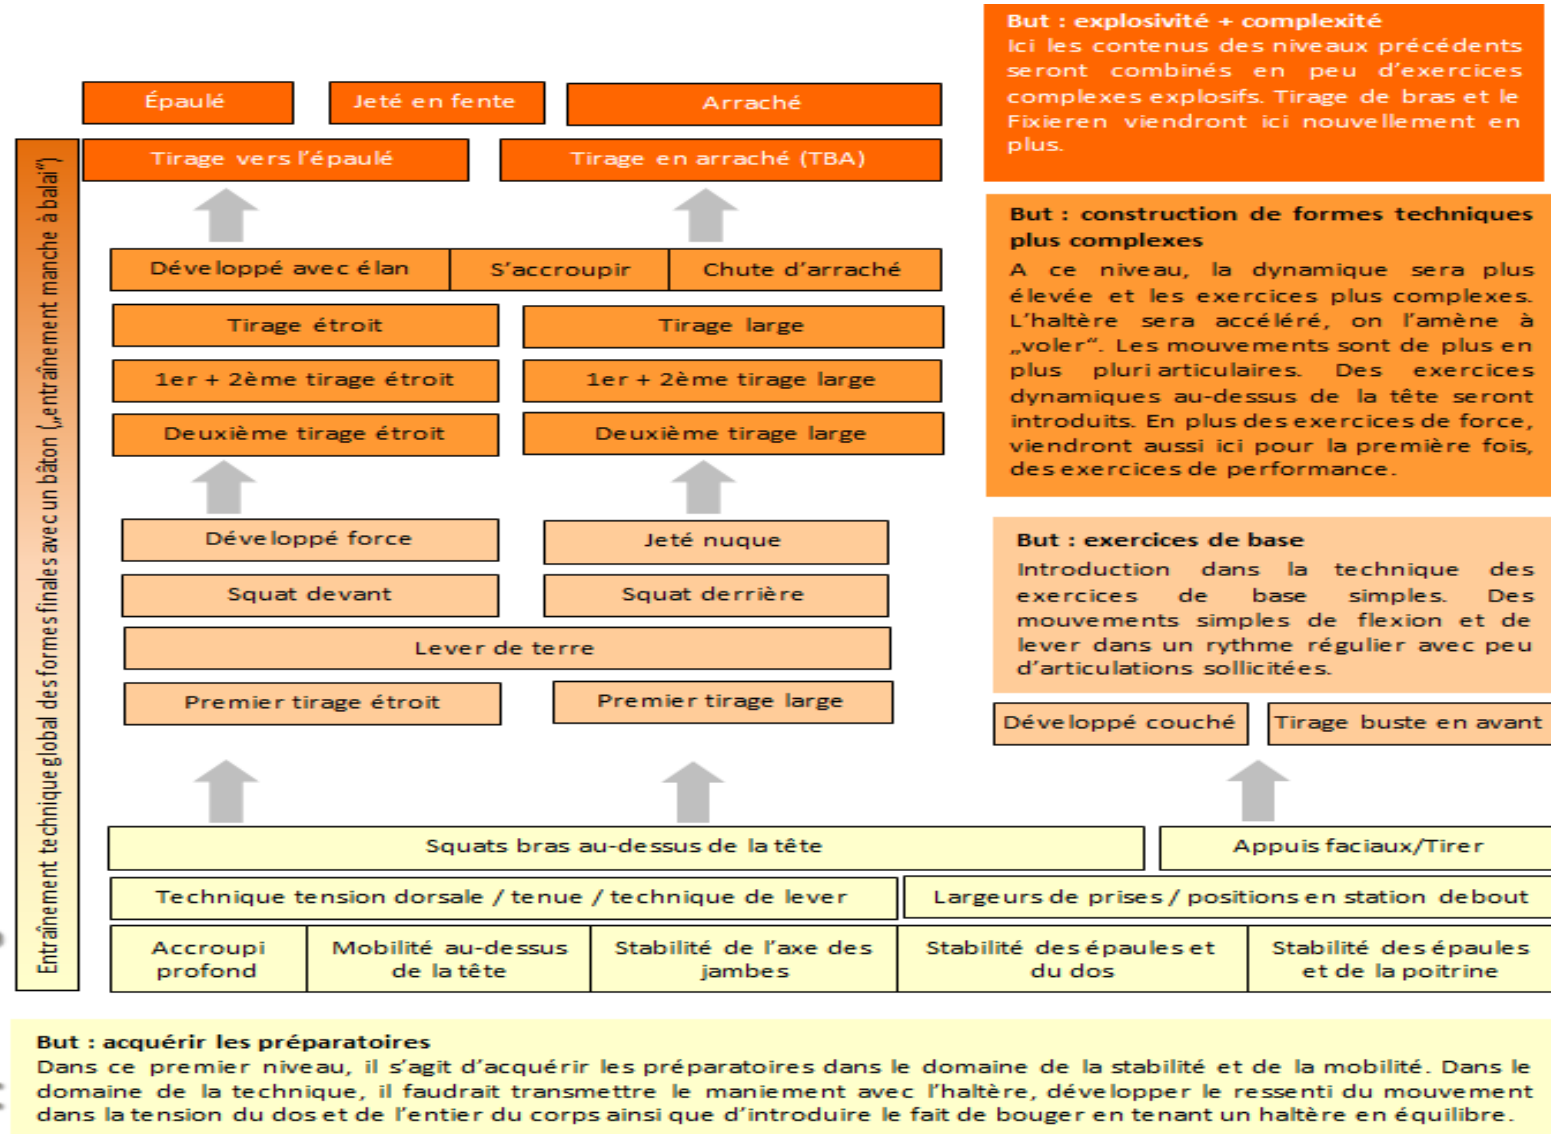 But : explosivité + complexité
Ici les contenus des niveaux précédents
seront combinés en peu d'exercices
complexes explosifs. Tirage de bras et le
Fixieren viendront ici nouvellement en
plus.
Épaulé
Jeté en fente
Arraché
Tirage vers l'épaulé
Tirage en arraché (TBA)
Entraînement technique global des formes finales avec un bâton („entraînement manche à balai“)
But : construction de formes techniques
plus complexes
A ce niveau, la dynamique sera plus
élevée et les exercices plus complexes.
L'haltère sera accéléré, on l'amène à
„voler“. Les mouvements sont de plus en
plus pluri articulaires. Des exercices
dynamiques au-dessus de la tête seront
introduits. En plus des exercices de force,
viendront aussi ici pour la première fois,
des exercices de performance.
Développé avec élan
S'accroupir
Chute d'arraché
Tirage étroit
Tirage large
1er + 2ème tirage étroit
1er + 2ème tirage large
Deuxième tirage étroit
Deuxième tirage large
But : exercices de base
Introduction dans la technique des
exercices de base simples. Des
mouvements simples de flexion et de
lever dans un rythme régulier avec peu
d'articulations sollicitées.
Développé force
Jeté nuque
Squat devant
Squat derrière
Lever de terre
Premier tirage étroit
Premier tirage large
Développé couché
Tirage buste en avant
Squats bras au-dessus de la tête
Appuis faciaux/Tirer
Technique tension dorsale / tenue / technique de lever
Largeurs de prises / positions en station debout
Accroupi
profond
Mobilité au-dessus
de la tête
Stabilité de l'axe des
jambes
Stabilité des épaules et
du dos
Stabilité des épaules
et de la poitrine
But : acquérir les préparatoires
Dans ce premier niveau, il s'agit d'acquérir les préparatoires dans le domaine de la stabilité et de la mobilité. Dans le
domaine de la technique, il faudrait transmettre le maniement avec l'haltère, développer le ressenti du mouvement
dans la tension du dos et de l'entier du corps ainsi que d'introduire le fait de bouger en tenant un haltère en équilibre.